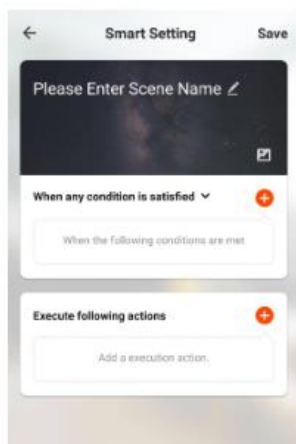 Smart Setting Save
Please Enter Scene Name
When any condition is satisfied
When the following conditions are met
Execute following actions
Add a execution action.